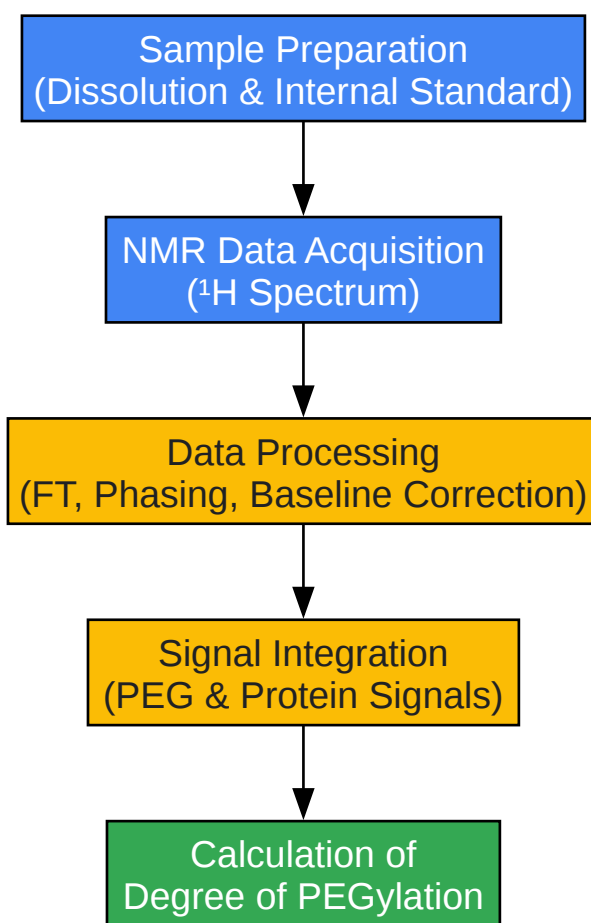 Sample Preparation
(Dissolution & Internal Standard)
NMR Data Acquisition
(¹H Spectrum)
Data Processing
(FT, Phasing, Baseline Correction)
Signal Integration
(PEG & Protein Signals)
Calculation of
Degree of PEGylation